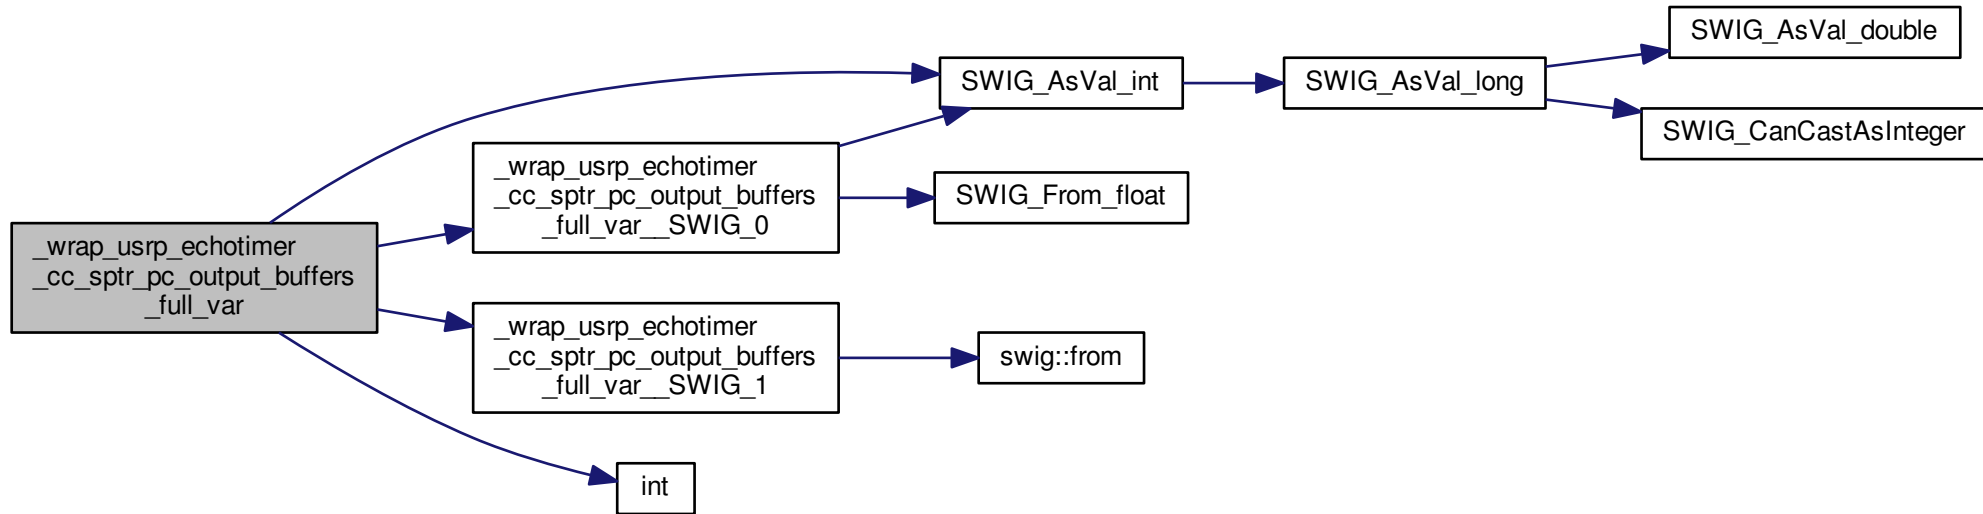 _wrap_usrp_echotimer
_cc_sptr_pc_output_buffers
_full_var
_wrap_usrp_echotimer
_cc_sptr_pc_output_buffers
_full_var__SWIG_0
_wrap_usrp_echotimer
_cc_sptr_pc_output_buffers
_full_var__SWIG_1
int
SWIG_AsVal_int
SWIG_From_float
swig::from
SWIG_AsVal_long
SWIG_AsVal_double
SWIG_CanCastAsInteger